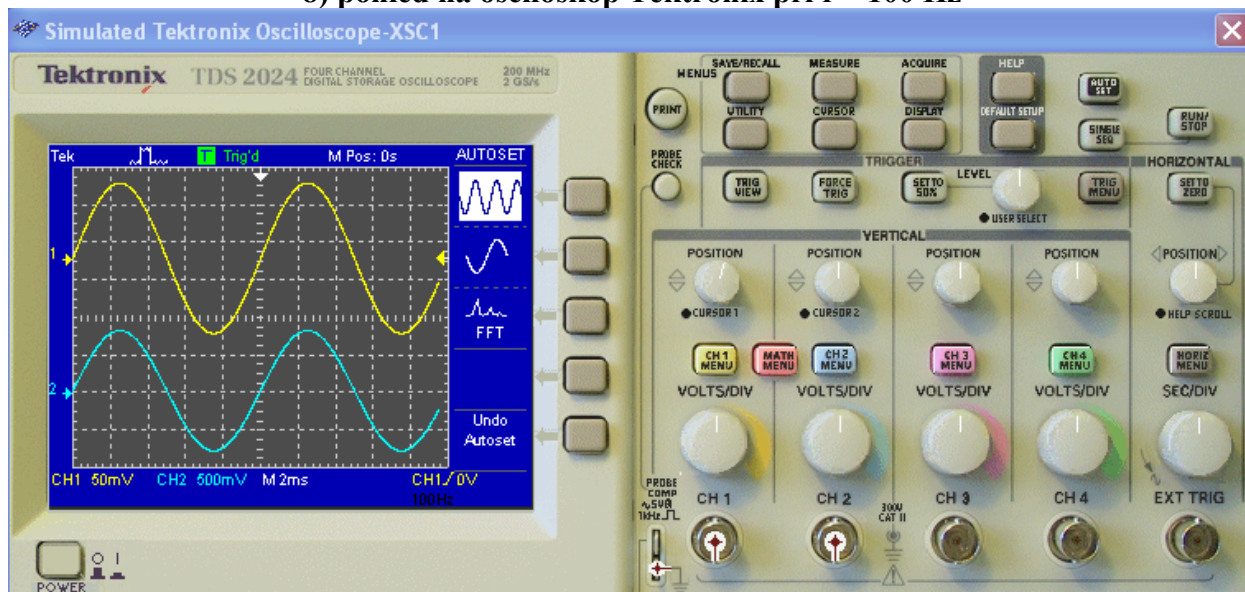 Simulated Tektronix Oscilloscope-XSC1
Tektronix TDS 2024 FOUR CHANNEL DIGITAL STORAGE OSCILLOSCOPE 200 MHz 2 GS/s
Tek T Trig'd M Pos: 0s AUTOSET
1
2
FFT
Undo
Autoset
CH1 50mV CH2 500mV M 2ms CH1 / 0V
100Hz
POWER
MENUS
SAVE/RECALL MEASURE ACQUIRE HELP
PRINT
AUTO SET
UTILITY CURSOR DISPLAY DEFAULT SETUP
SINGLE SEQ
RUN/ STOP
PROBE CHECK
TRIGGER
HORIZONTAL
TRIG VIEW
FORCE TRIG
SET TO 50%
LEVEL
TRIG MENU
SET TO ZERO
USER SELECT
VERTICAL
POSITION POSITION POSITION POSITION POSITION
CURSOR 1 CURSOR 2 HELP SCROLL
CH 1 MENU
MATH MENU
CH 2 MENU
CH 3 MENU
CH 4 MENU
HORIZ MENU
VOLTS/DIV VOLTS/DIV VOLTS/DIV VOLTS/DIV SEC/DIV
PROBE COMP
~5V@
1kHz
CH 1 CH 2 CH 3 CH 4 EXT TRIG
300V
CAT II